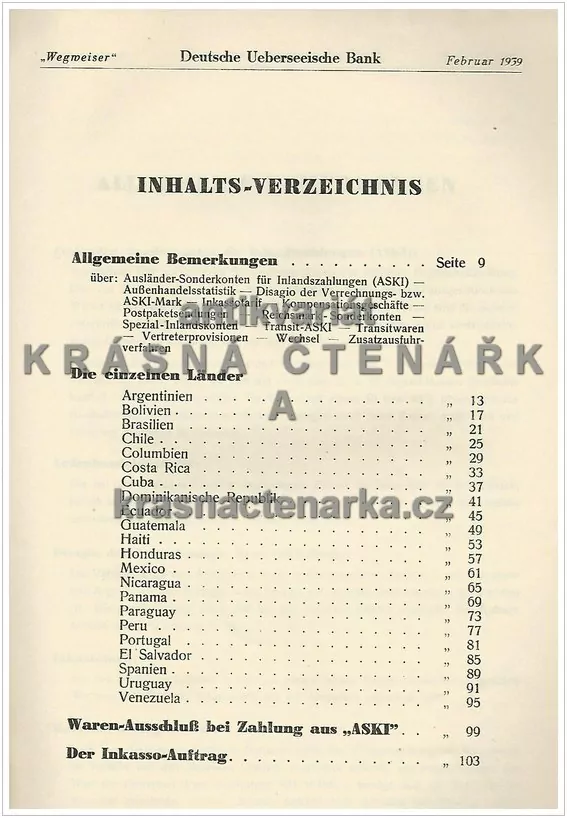 „Wegweiser“ Deutsche Ueberseeische Bank Februar 1939
INHALTS-VERZEICHNIS
Allgemeine Bemerkungen . . . . . . . . . . Seite 9
über: Ausländer-Sonderkonten für Inlandszahlungen (ASKI) —
Außenhandelsstatistik — Disagio der Verrechnungs- bzw.
ASKI-Mark — Inkassotarif — Kompensationsgeschäfte —
Postpaketsendungen — Reichsmark-Sonderkonten —
Spezial-Inlandskonten — Transit-ASKI — Transitwaren
— Vertreterprovisionen — Wechsel — Zusatzausfuhr-
verfahren
antikvariát
KRÁSNÁ ČTENÁŘK
A
Die einzelnen Länder
Argentinien . . . . . . . . . . . . . . . . „ 13
Bolivien . . . . . . . . . . . . . . . . . „ 17
Brasilien . . . . . . . . . . . . . . . . . „ 21
Chile . . . . . . . . . . . . . . . . . . „ 25
Columbien . . . . . . . . . . . . . . . . „ 29
Costa Rica . . . . . . . . . . . . . . . . „ 33
Cuba . . . . . . . . . . . . . . . . . . „ 37
Dominikanische Republik . . . . . . . . . . „ 41
Ecuador . . . . . . . . . . . . . . . . . „ 45
krasnactenarka.cz
Guatemala . . . . . . . . . . . . . . . . „ 49
Haiti . . . . . . . . . . . . . . . . . . „ 53
Honduras . . . . . . . . . . . . . . . . . „ 57
Mexico . . . . . . . . . . . . . . . . . „ 61
Nicaragua . . . . . . . . . . . . . . . . „ 65
Panama . . . . . . . . . . . . . . . . . „ 69
Paraguay . . . . . . . . . . . . . . . . . „ 73
Peru . . . . . . . . . . . . . . . . . . „ 77
Portugal . . . . . . . . . . . . . . . . . „ 81
El Salvador . . . . . . . . . . . . . . . . „ 85
Spanien . . . . . . . . . . . . . . . . . „ 89
Uruguay . . . . . . . . . . . . . . . . . „ 91
Venezuela . . . . . . . . . . . . . . . . „ 95
Waren-Ausschluß bei Zahlung aus „ASKI” . . „ 99
Der Inkasso-Auftrag . . . . . . . . . . . . . „ 103